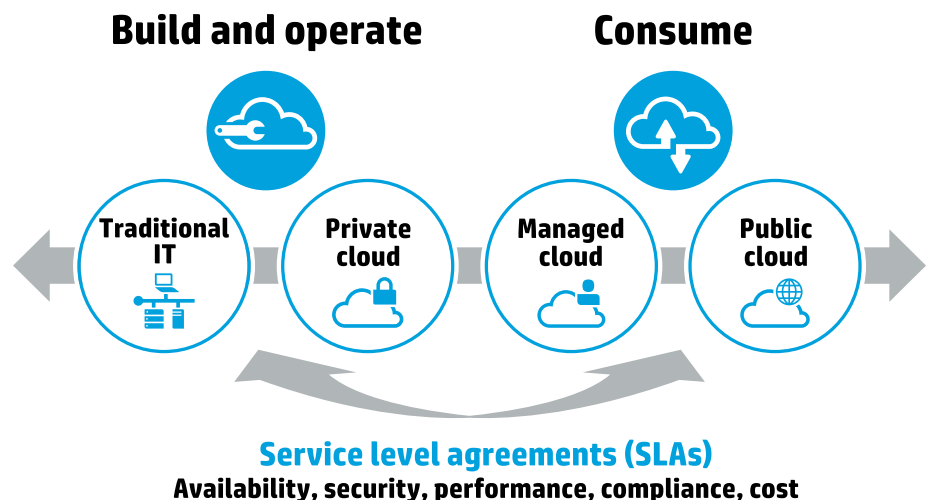 Build and operate
Consume
Traditional
IT
Private
cloud
Managed
cloud
Public
cloud
Service level agreements (SLAs)
Availability, security, performance, compliance, cost